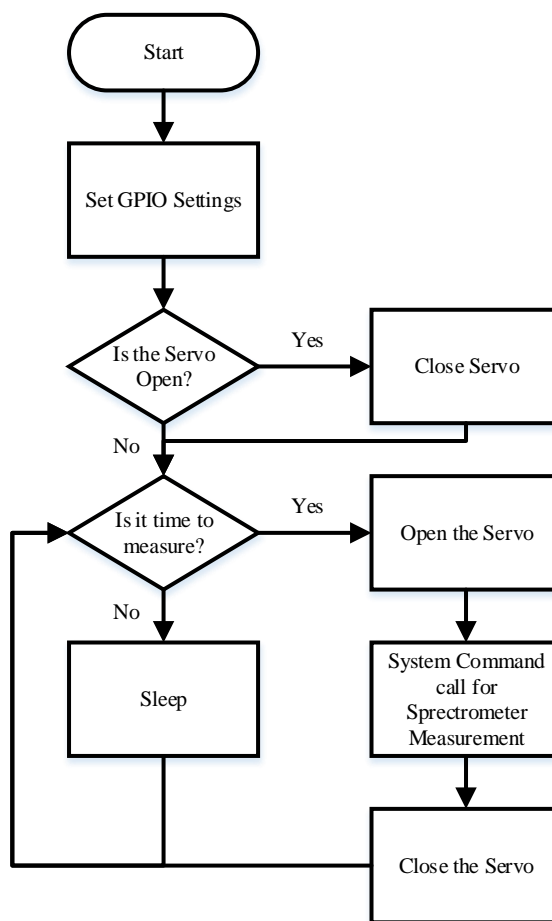 Start
Set GPIO Settings
Is the Servo
Open?
Yes
Close Servo
No
Is it time to
measure?
Yes
Open the Servo
No
Sleep
System Command
call for
Sprectrometer
Measurement
Close the Servo